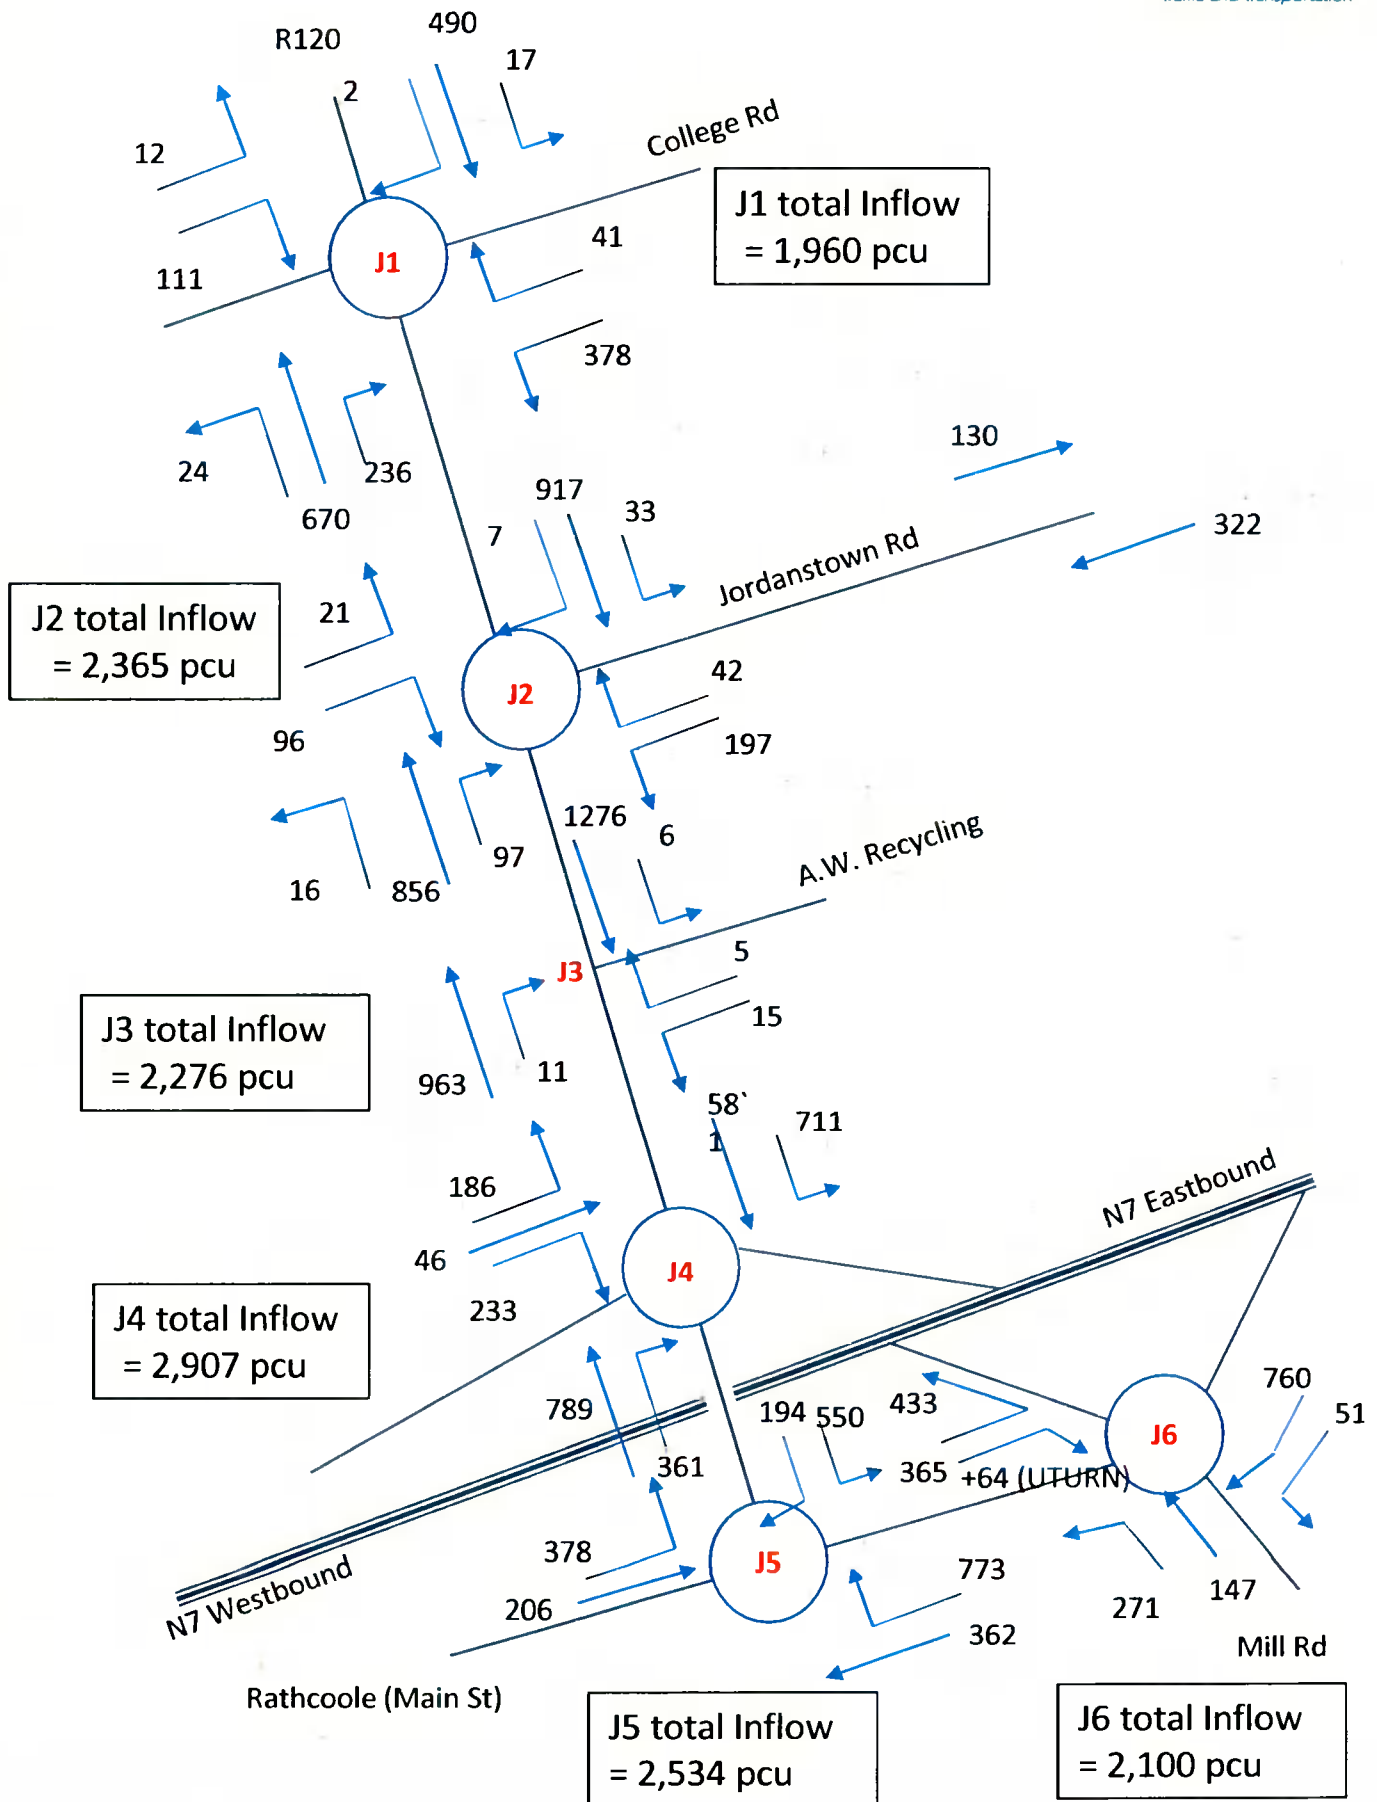 R120
490
17
2
12
College Rd
J1 total Inflow
= 1,960 pcu
41
J1
111
378
24
236
670
130
917
33
7
322
Jordanstown Rd
J2 total Inflow
= 2,365 pcu
21
42
J2
96
197
1276
6
97
A.W. Recycling
16
856
J3
5
15
J3 total Inflow
= 2,276 pcu
963
11
58`
1
711
186
N7 Eastbound
46
J4
233
J4 total Inflow
= 2,907 pcu
789
194
550
433
760
51
J6
361
365
+64 (UTURN)
378
J5
N7 Westbound
206
773
362
271
147
Mill Rd
Rathcoole (Main St)
J5 total Inflow
= 2,534 pcu
J6 total Inflow
= 2,100 pcu